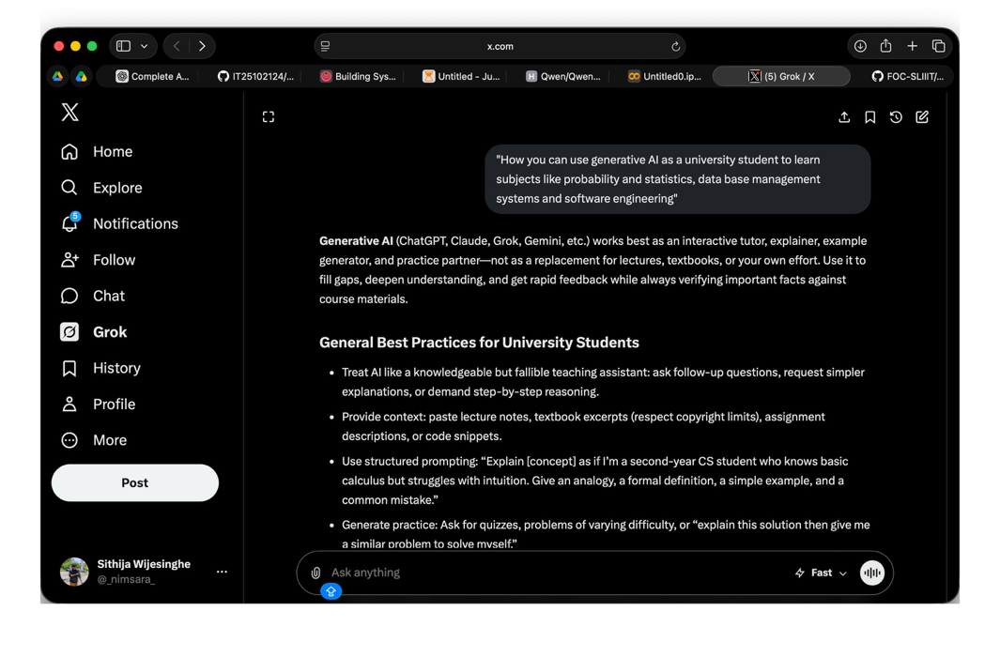 x.com
Complete A...
IT25102124/...
Building Sys...
Untitled - Ju...
Qwen/Qwen...
Untitled0.ip...
(5) Grok / X
FOC-SLIIIT/...
Home
Explore
5
Notifications
Follow
Chat
Grok
History
Profile
More
Post
Sithija Wijesinghe
@_nimsara_
"How you can use generative AI as a university student to learn
subjects like probability and statistics, data base management
systems and software engineering"
Generative AI (ChatGPT, Claude, Grok, Gemini, etc.) works best as an interactive tutor, explainer, example
generator, and practice partner—not as a replacement for lectures, textbooks, or your own effort. Use it to
fill gaps, deepen understanding, and get rapid feedback while always verifying important facts against
course materials.
General Best Practices for University Students
• Treat AI like a knowledgeable but fallible teaching assistant: ask follow-up questions, request simpler
explanations, or demand step-by-step reasoning.
• Provide context: paste lecture notes, textbook excerpts (respect copyright limits), assignment
descriptions, or code snippets.
• Use structured prompting: “Explain [concept] as if I’m a second-year CS student who knows basic
calculus but struggles with intuition. Give an analogy, a formal definition, a simple example, and a
common mistake.”
• Generate practice: Ask for quizzes, problems of varying difficulty, or “explain this solution then give me
a similar problem to solve myself.”
Ask anything
Fast